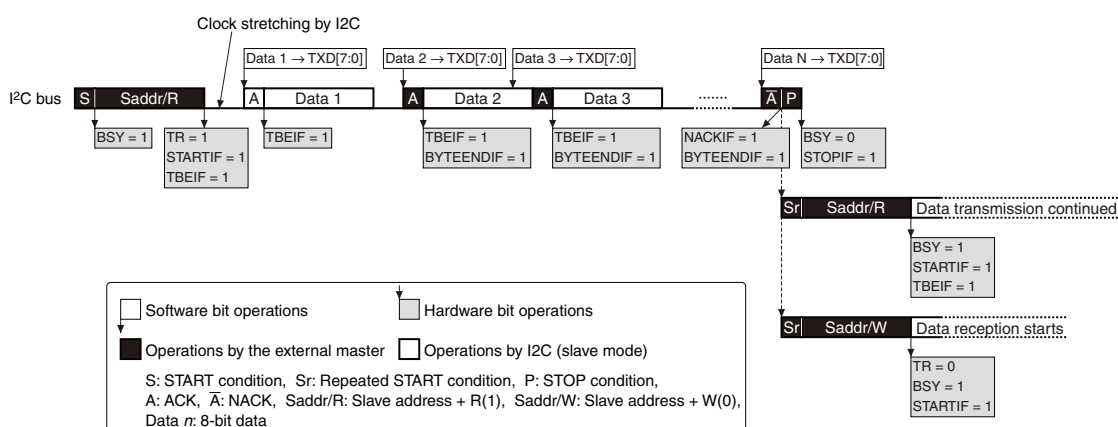 Clock stretching by I2C
Data 1 → TXD[7:0]
Data 2 → TXD[7:0]
Data 3 → TXD[7:0]
Data N → TXD[7:0]
I²C bus
S
Saddr/R
A
Data 1
A
Data 2
A
Data 3
........
A̅
P
BSY = 1
TR = 1
STARTIF = 1
TBEIF = 1
TBEIF = 1
TBEIF = 1
BYTEENDIF = 1
TBEIF = 1
BYTEENDIF = 1
NACKIF = 1
BYTEENDIF = 1
BSY = 0
STOPIF = 1
Sr
Saddr/R
Data transmission continued
BSY = 1
STARTIF = 1
TBEIF = 1
Sr
Saddr/W
Data reception starts
TR = 0
BSY = 1
STARTIF = 1
Software bit operations
Hardware bit operations
Operations by the external master
Operations by I2C (slave mode)
S: START condition, Sr: Repeated START condition, P: STOP condition,
A: ACK, A̅: NACK, Saddr/R: Slave address + R(1), Saddr/W: Slave address + W(0),
Data n: 8-bit data